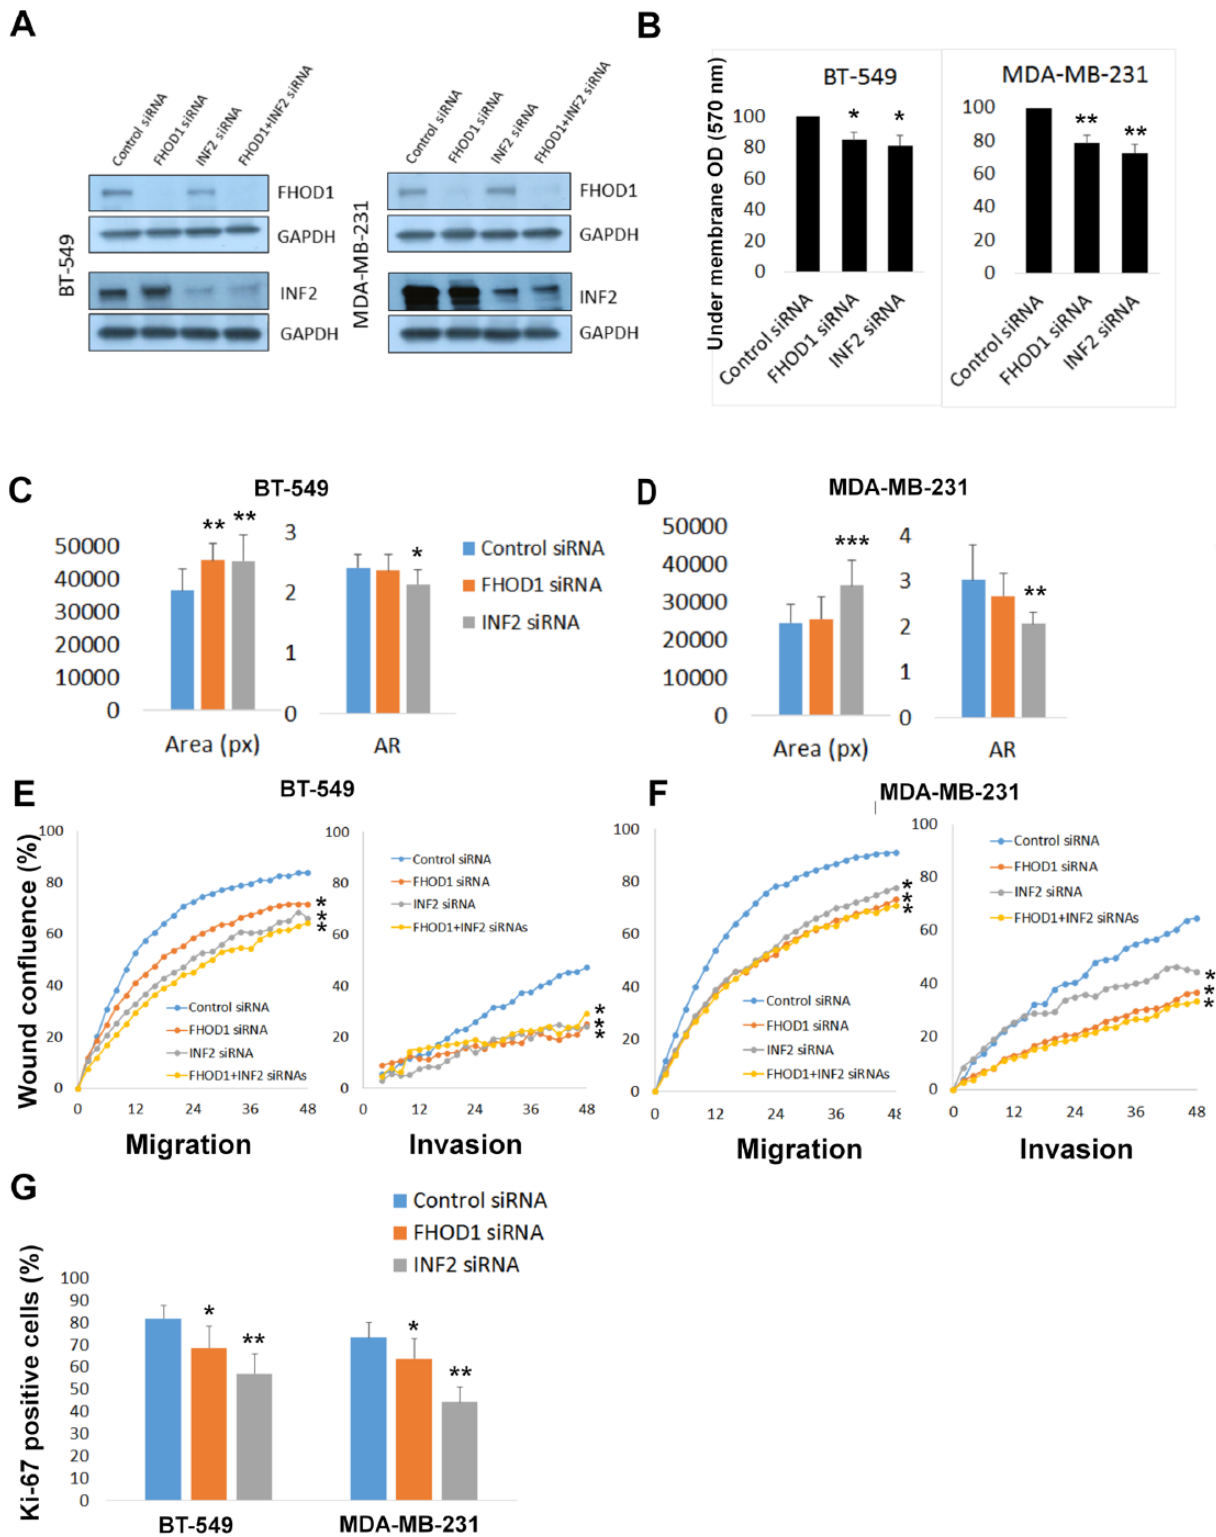 A
Control siRNA
FHOD1 siRNA
INF2 siRNA
FHOD1+INF2 siRNA
BT-549
FHOD1
GAPDH
INF2
GAPDH
Control siRNA
FHOD1 siRNA
INF2 siRNA
FHOD1+INF2 siRNA
MDA-MB-231
FHOD1
GAPDH
INF2
GAPDH
B
Under membrane OD (570 nm)
BT-549
100
80
60
40
20
0
* *
Control siRNA
FHOD1 siRNA
INF2 siRNA
MDA-MB-231
100
80
60
40
20
0
** **
Control siRNA
FHOD1 siRNA
INF2 siRNA
C
BT-549
50000
40000
30000
20000
10000
0
** **
Area (px)
3
2
1
0
*
AR
Control siRNA
FHOD1 siRNA
INF2 siRNA
D
MDA-MB-231
50000
40000
30000
20000
10000
0
***
Area (px)
4
3
2
1
0
**
AR
E
BT-549
Wound confluence (%)
100
80
60
40
20
0
Control siRNA
FHOD1 siRNA
INF2 siRNA
FHOD1+INF2 siRNAs
*
*
*
0 12 24 36 48
Migration
100
80
60
40
20
0
Control siRNA
FHOD1 siRNA
INF2 siRNA
FHOD1+INF2 siRNAs
*
*
*
0 12 24 36 48
Invasion
F
MDA-MB-231
100
80
60
40
20
0
Control siRNA
FHOD1 siRNA
INF2 siRNA
FHOD1+INF2 siRNAs
*
*
*
0 12 24 36 48
Migration
100
80
60
40
20
0
Control siRNA
FHOD1 siRNA
INF2 siRNA
FHOD1+INF2 siRNAs
*
*
*
0 12 24 36 48
Invasion
G
Control siRNA
FHOD1 siRNA
INF2 siRNA
Ki-67 positive cells (%)
100
90
80
70
60
50
40
30
20
10
0
* **
* **
BT-549
MDA-MB-231